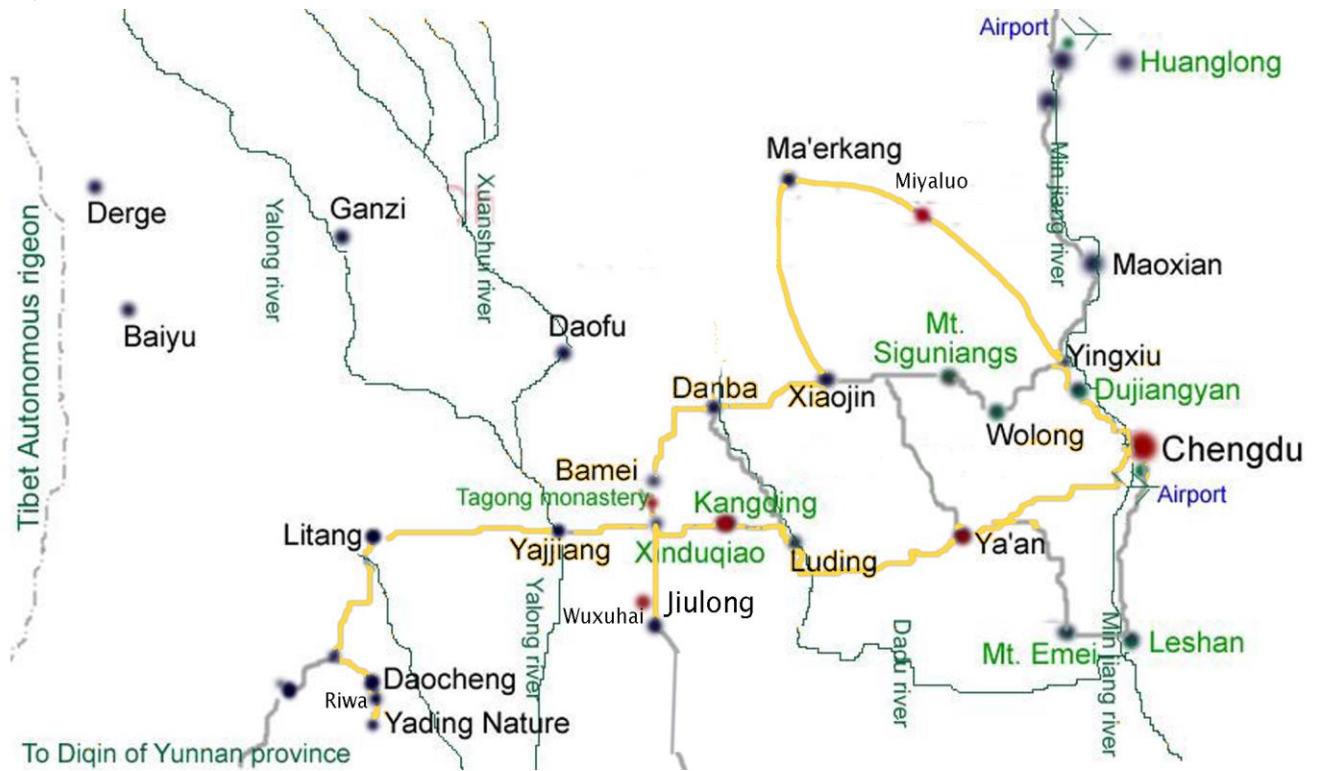 Airport
Huanglong
Ma'erkang
Miyaluo
Min jiang river
Derge
Ganzi
Yalong river
Xuanshui river
Tibet Autonomous rigeon
Maoxian
Baiyu
Daofu
Mt.
Siguniangs
Yingxiu
Dujiangyan
Danba
Xiaojin
Wolong
Chengdu
Bamei
Tagong monastery
Kangding
Airport
Litang
Yajjiang
Xinduqiao
Luding
Ya'an
Yalong river
Wuxuhai
Jiulong
Dadu river
Mt. Emei
Min jiang river
Leshan
Daocheng
Riwa
Yading Nature
To Diqin of Yunnan province